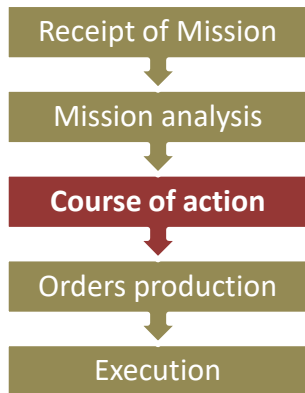 Receipt of Mission
Mission analysis
Course of action
Orders production
Execution